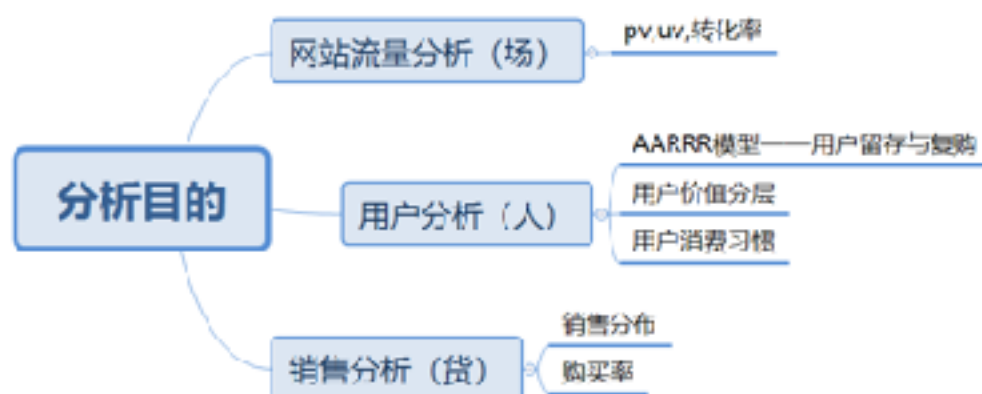 分析目的
网站流量分析（场）
pv,uv,转化率
用户分析（人）
AARRR模型——用户留存与复购
用户价值分层
用户消费习惯
销售分析（货）
销售分布
购买率